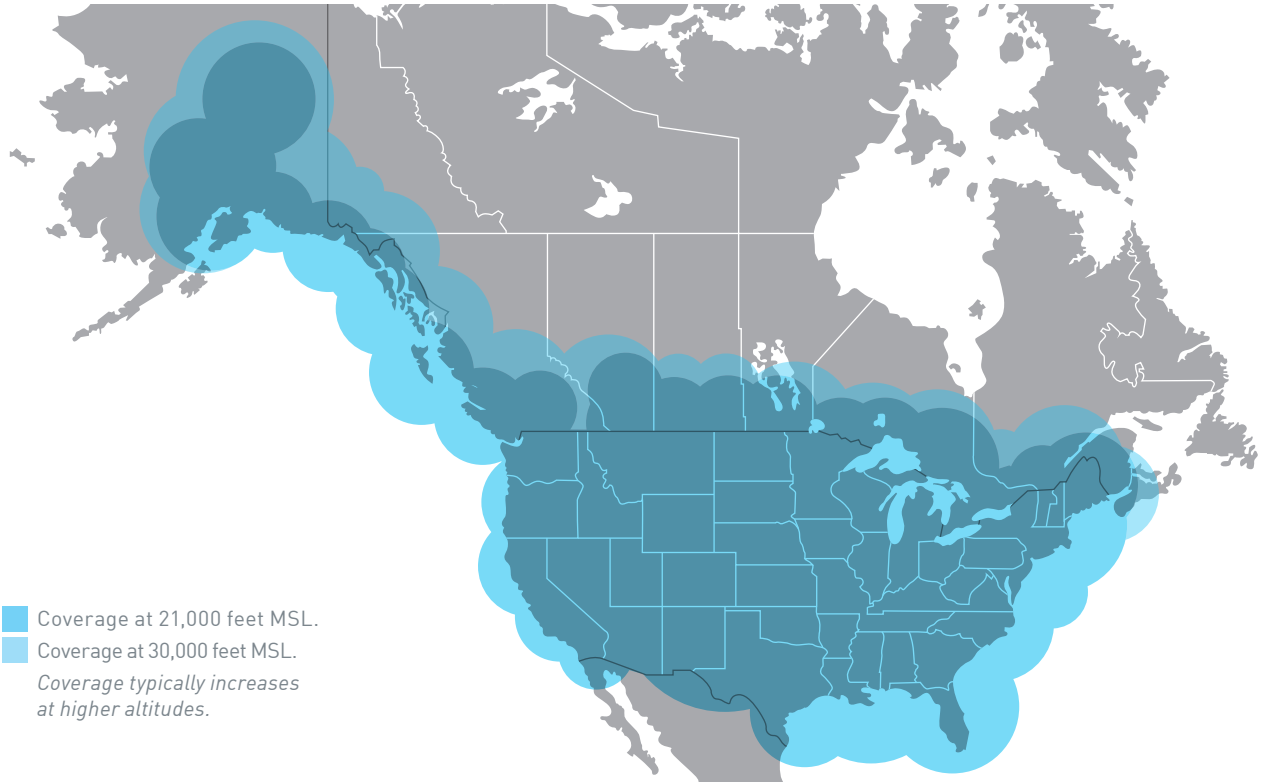 Coverage at 21,000 feet MSL.
Coverage at 30,000 feet MSL.
Coverage typically increases
at higher altitudes.